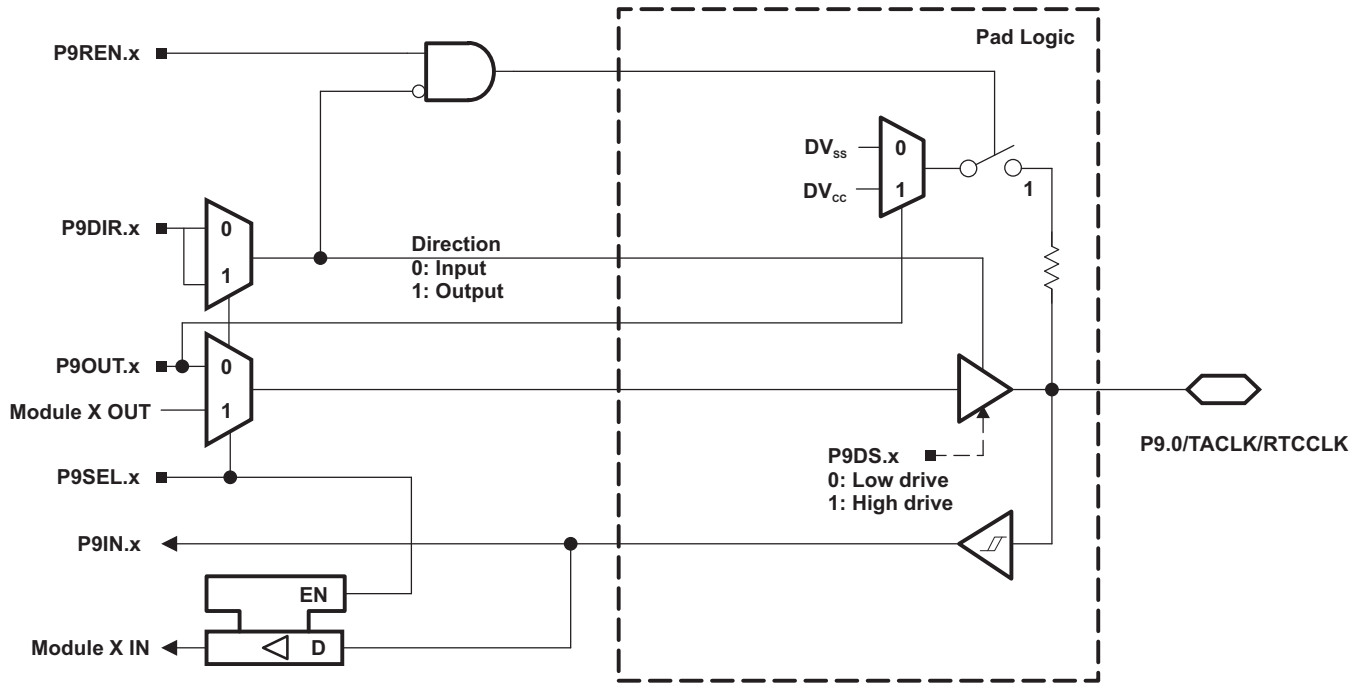 P9REN.x
Pad Logic
DVSS
0
DVCC
1
1
P9DIR.x
0
1
Direction
0: Input
1: Output
P9OUT.x
0
Module X OUT
1
P9DS.x
0: Low drive
1: High drive
P9.0/TACLK/RTCCLK
P9SEL.x
P9IN.x
EN
Module X IN
D